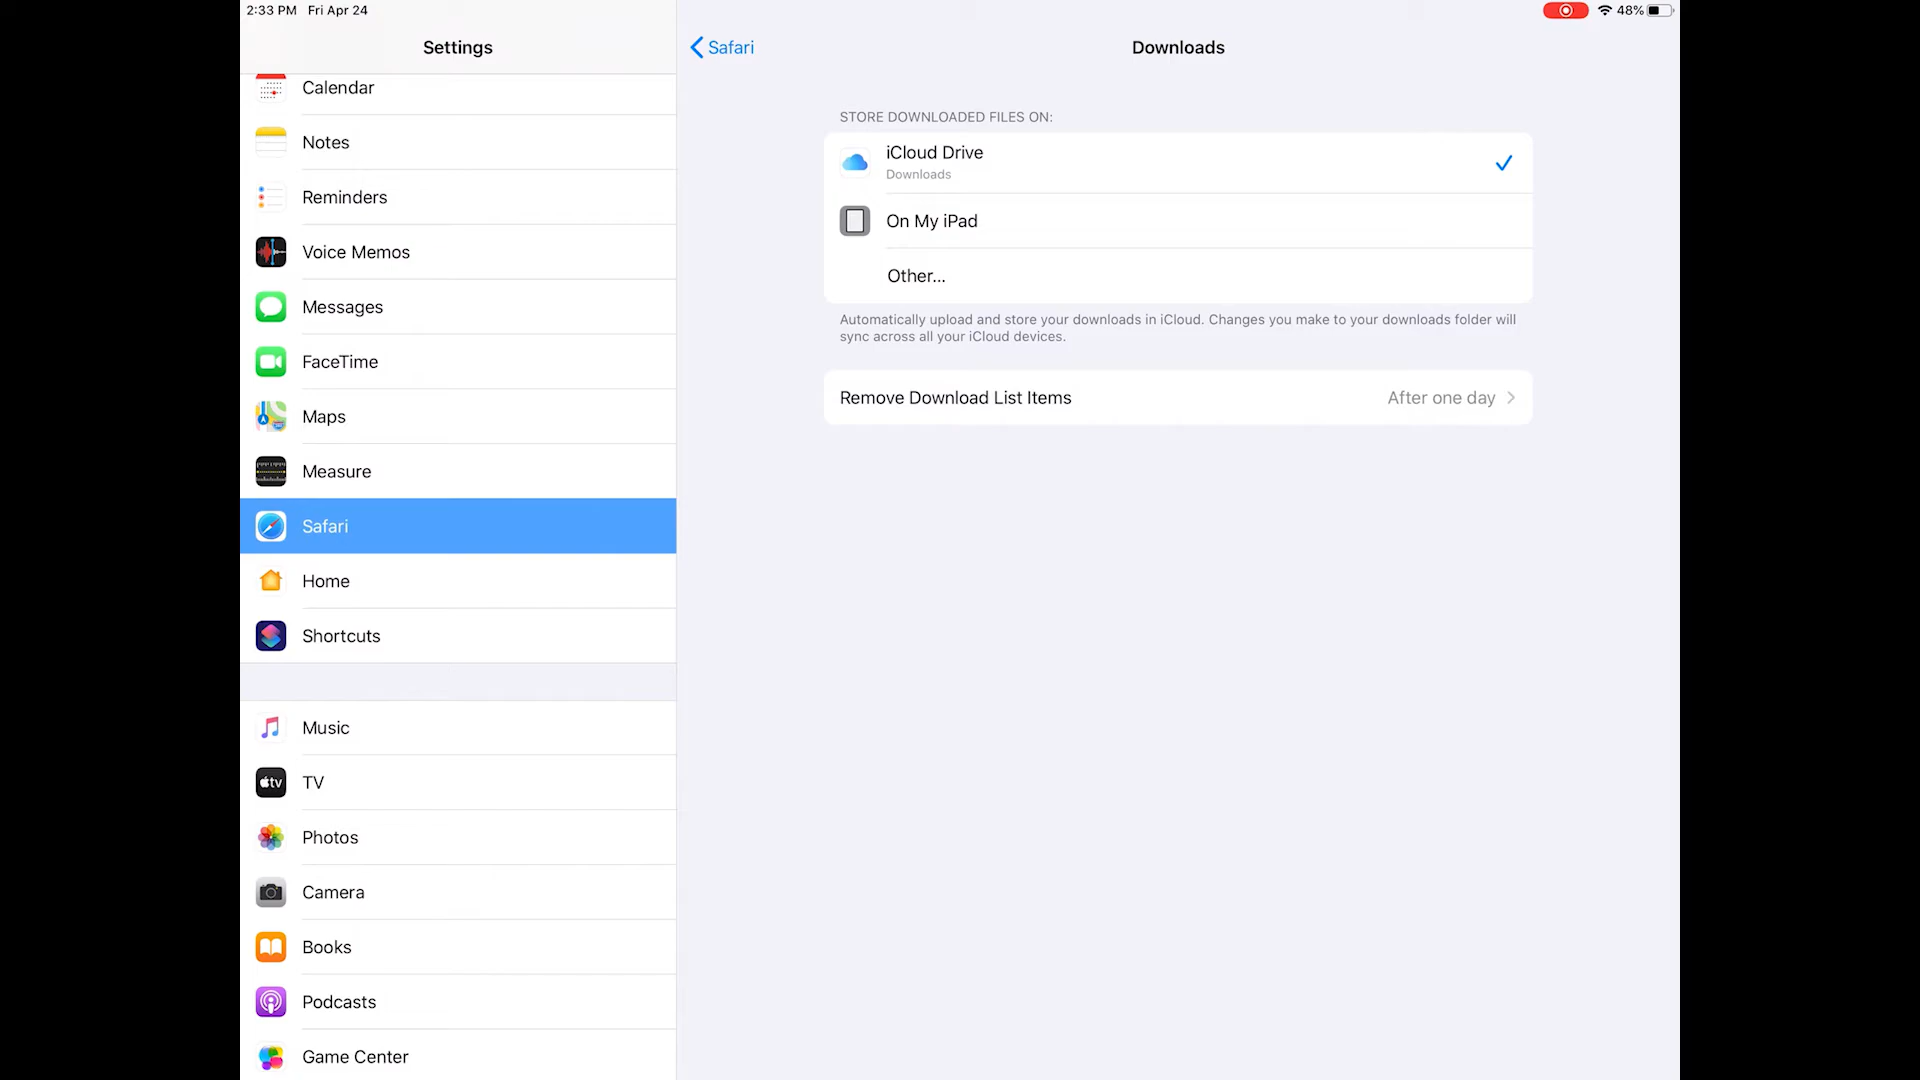 2:33 PM Fri Apr 24
48%
Settings
Calendar
Notes
Reminders
Voice Memos
Messages
FaceTime
Maps
Measure
Safari
Home
Shortcuts
Music
tv
TV
Photos
Camera
Books
Podcasts
Game Center
Safari
Downloads
STORE DOWNLOADED FILES ON:
iCloud Drive
Downloads
On My iPad
Other...
Automatically upload and store your downloads in iCloud. Changes you make to your downloads folder will
sync across all your iCloud devices.
Remove Download List Items After one day